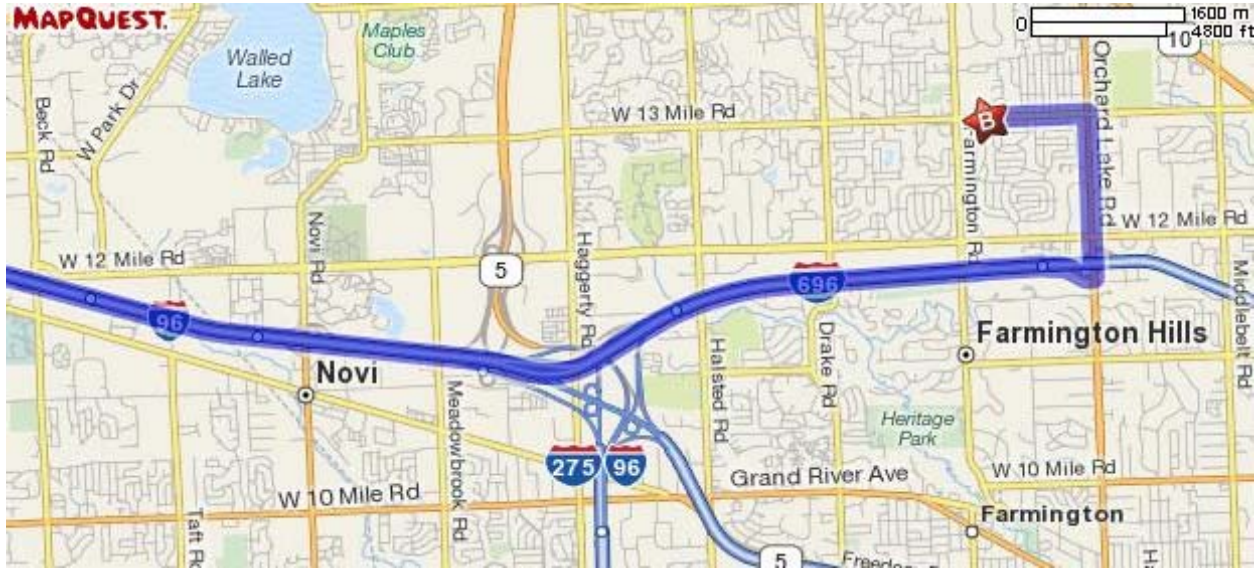 MAPQUEST.
0
1600 m
4800 ft
10
Maples
Club
Walled
Lake
W Park Dr
Beck Rd
W 13 Mile Rd
B
Farmington Rd
Orchard Lake Rd
W 12 Mile Rd
Novi Rd
W 12 Mile Rd
5
Haggerty Rd
696
Middlebelt Rd
96
Drake Rd
Farmington Hills
Halsted Rd
Novi
Meadowbrook Rd
Heritage
Park
275
96
Grand River Ave
W 10 Mile Rd
W 10 Mile Rd
Taft Rd
Farmington
5